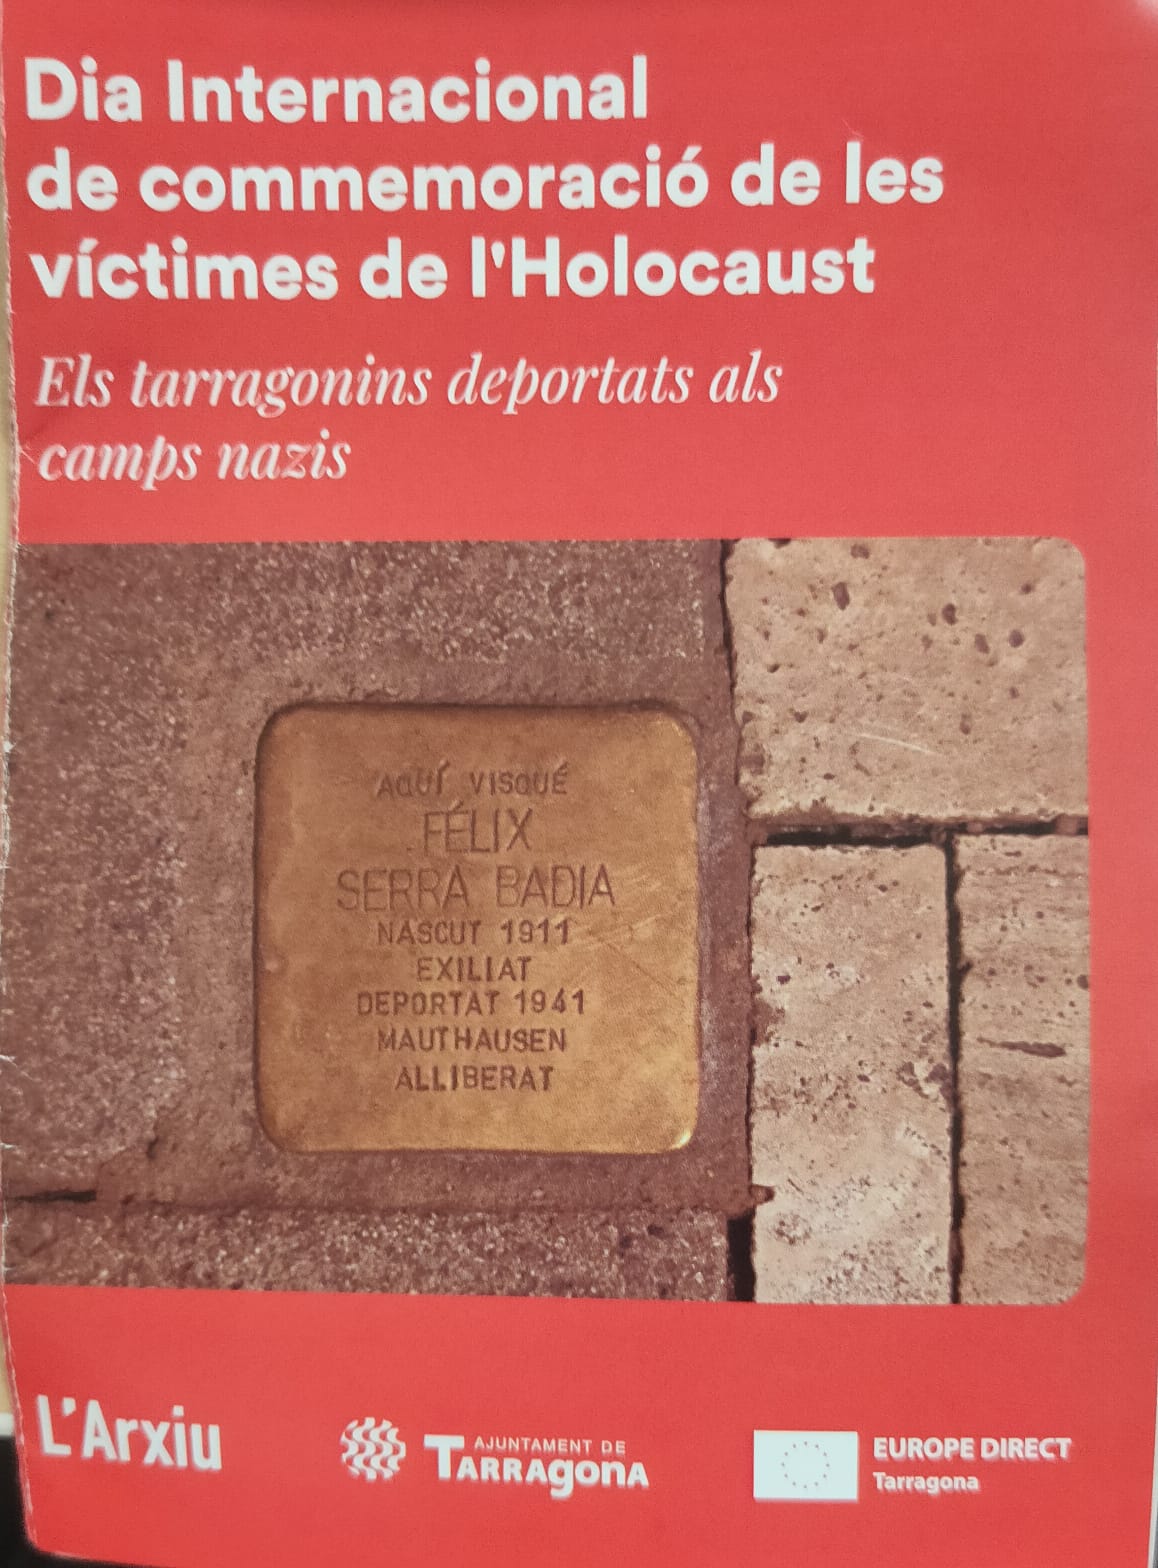 Dia Internacional
de commemoració de les
víctimes de l'Holocaust
Els tarragonins deportats als
camps nazis
AQUÍ VISQUÉ
FÉLIX
SERRA BADIA
NASCUT 1911
EXILIAT
DEPORTAT 1941
MAUTHAUSEN
ALLIBERAT
L'Arxiu
AJUNTAMENT DE
TARRAGONA
EUROPE DIRECT
Tarragona